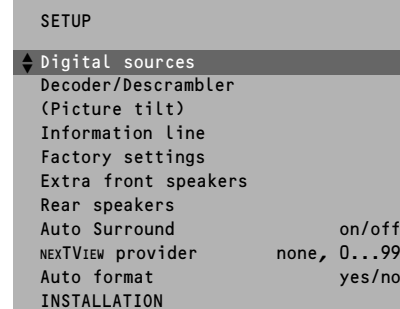 SETUP
Digital sources
Decoder/Descrambler
(Picture tilt)
Information line
Factory settings
Extra front speakers
Rear speakers
Auto Surround on/off
NEXTVIEW provider none, 0...99
Auto format yes/no
INSTALLATION